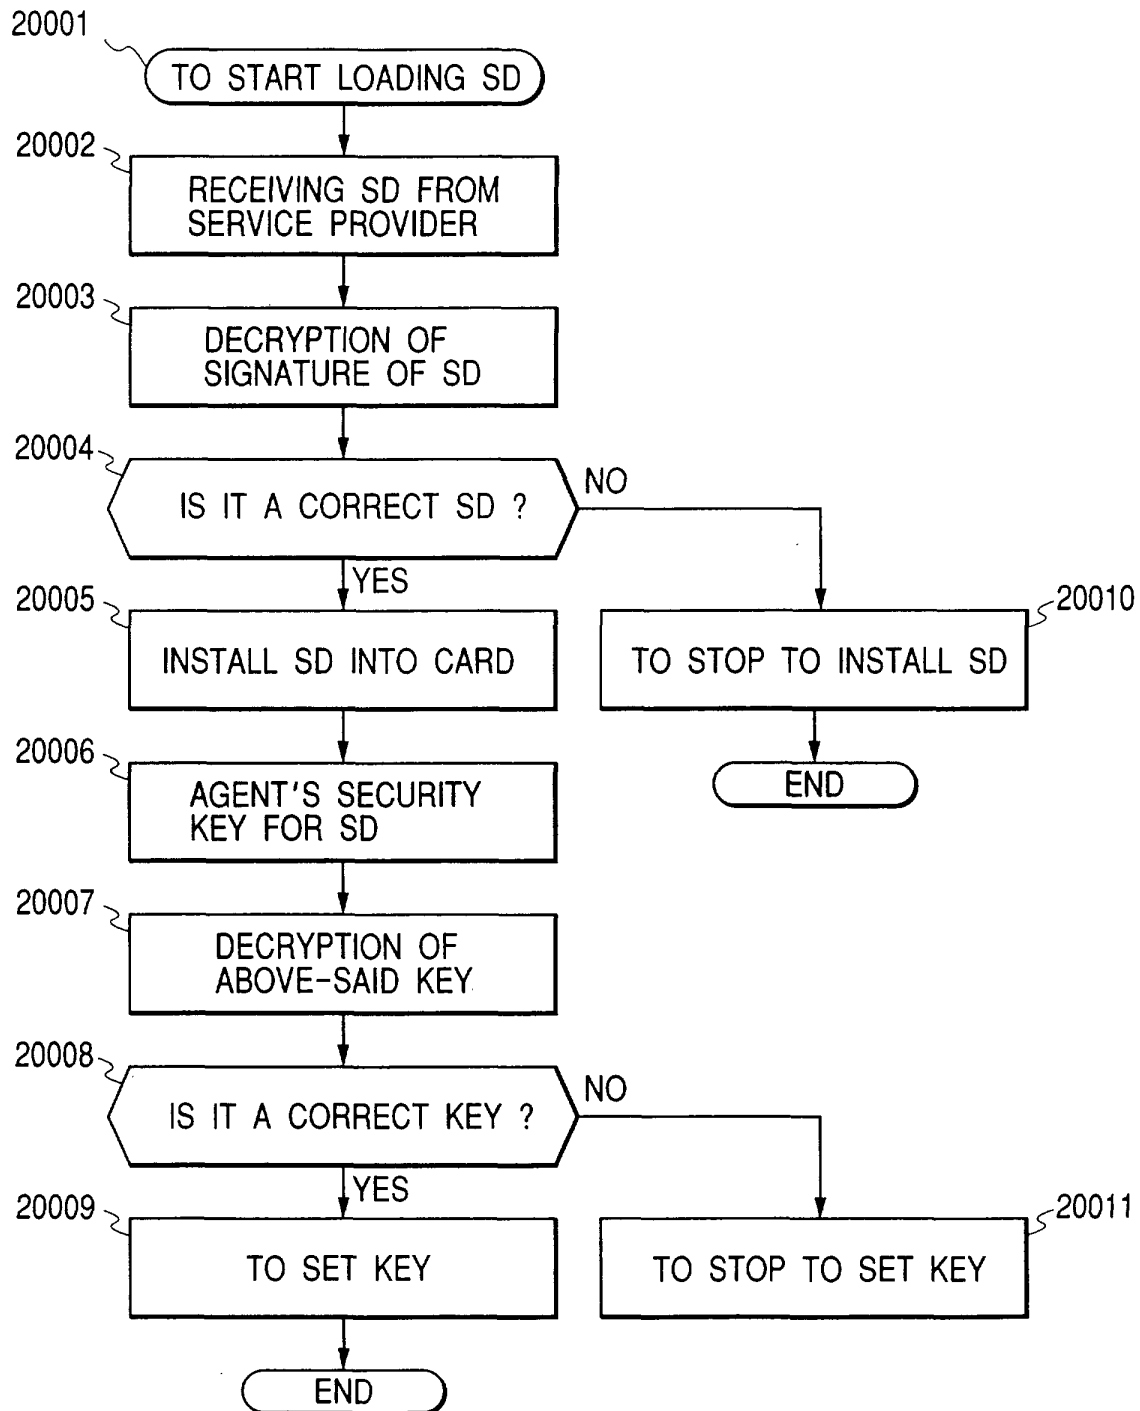 20001
TO START LOADING SD
20002
RECEIVING SD FROM
SERVICE PROVIDER
20003
DECRYPTION OF
SIGNATURE OF SD
20004
IS IT A CORRECT SD ?
NO
YES
20005
INSTALL SD INTO CARD
20010
TO STOP TO INSTALL SD
END
20006
AGENT'S SECURITY
KEY FOR SD
20007
DECRYPTION OF
ABOVE-SAID KEY
20008
IS IT A CORRECT KEY ?
NO
YES
20009
TO SET KEY
20011
TO STOP TO SET KEY
END